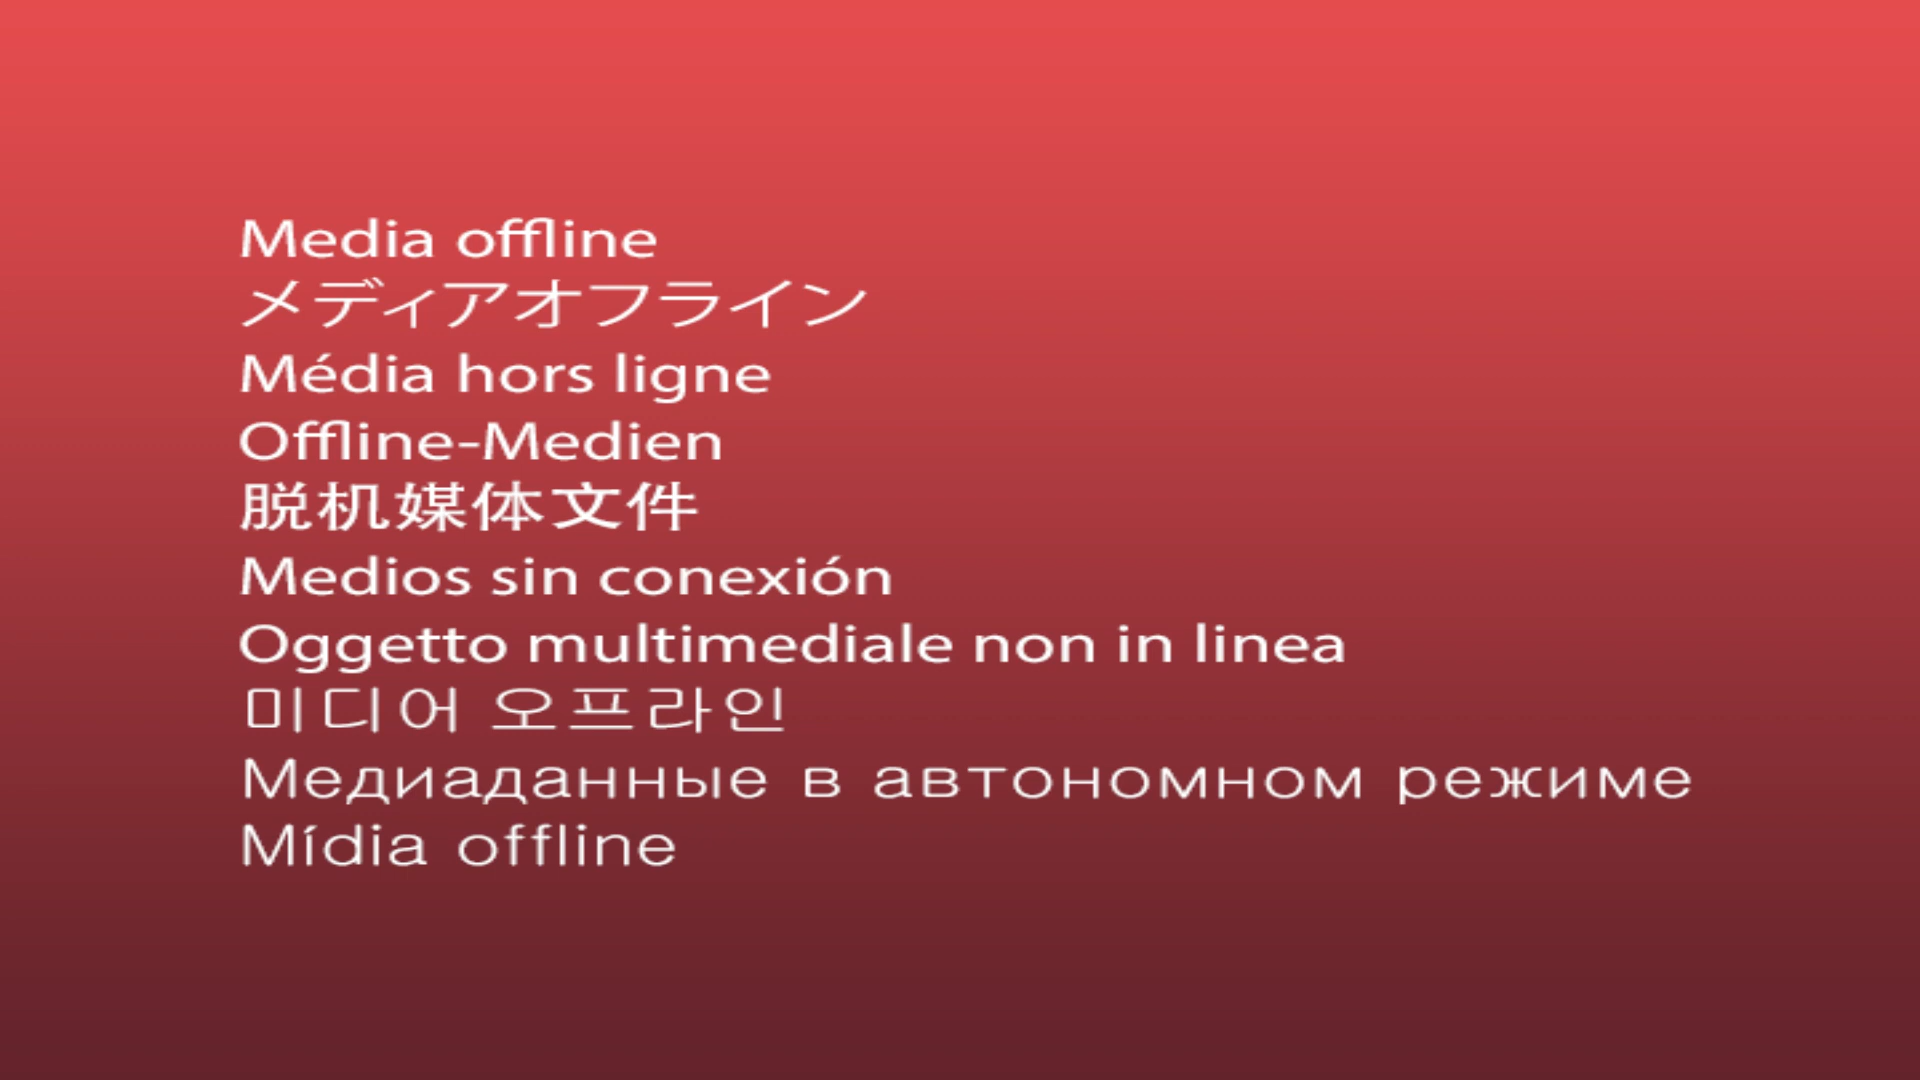 Media offline
メディアオフライン
Média hors ligne
Offline-Medien
脱机媒体文件
Medios sin conexión
Oggetto multimediale non in linea
미디어 오프라인
Медиаданные в автономном режиме
Mídia offline